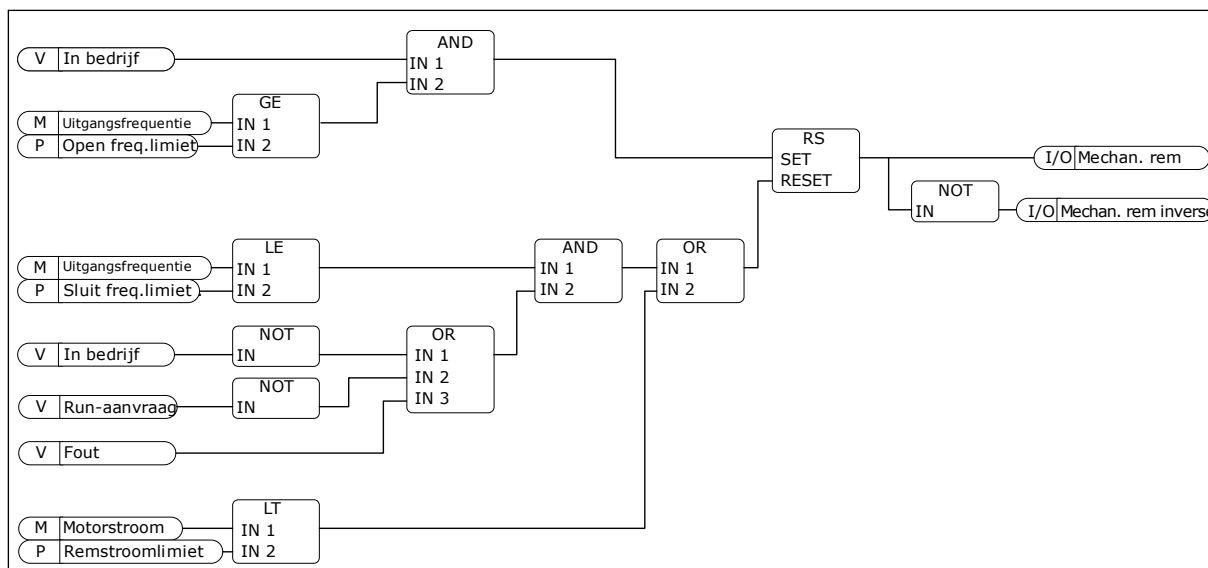 V In bedrijf
AND
IN 1
IN 2
M Uitgangsfrequentie
P Open freq.limiet
GE
IN 1
IN 2
RS
SET
RESET
I/O Mechan. rem
NOT
IN
I/O Mechan. rem inverse
M Uitgangsfrequentie
P Sluit freq.limiet .
LE
IN 1
IN 2
AND
IN 1
IN 2
OR
IN 1
IN 2
V In bedrijf
NOT
IN
OR
IN 1
IN 2
IN 3
V Run-aanvraag
NOT
IN
V Fout
M Motorstroom
P Remstroomlimiet
LT
IN 1
IN 2